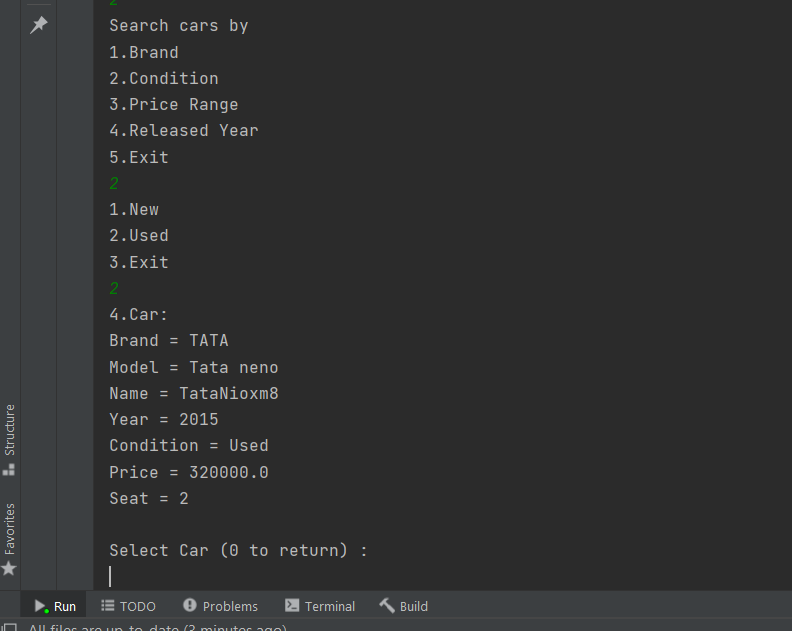 2
Search cars by
1.Brand
2.Condition
3.Price Range
4.Released Year
5.Exit
2
1.New
2.Used
3.Exit
2
4.Car:
Brand = TATA
Model = Tata neno
Name = TataNioxm8
Year = 2015
Condition = Used
Price = 320000.0
Seat = 2
Select Car (0 to return) :
Structure
Favorites
Run TODO Problems Terminal Build
All files are up-to-date (3 minutes ago)